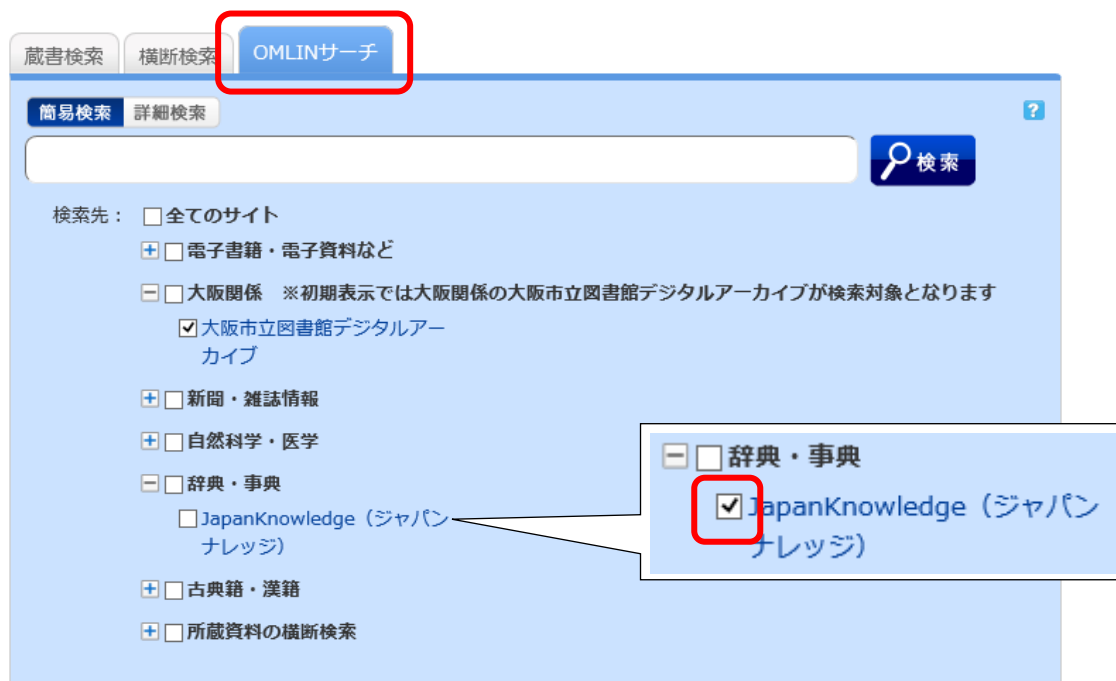 蔵書検索 横断検索 OMLINサーチ
簡易検索 詳細検索 ?
検索
検索先: 全てのサイト
電子書籍・電子資料など
大阪関係 ※初期表示では大阪関係の大阪市立図書館デジタルアーカイブが検索対象となります
大阪市立図書館デジタルアー
カイブ
新聞・雑誌情報
自然科学・医学
辞典・事典
JapanKnowledge(ジャパン
ナレッジ)
辞典・事典
JapanKnowledge(ジャパン
ナレッジ)
古典籍・漢籍
所蔵資料の横断検索